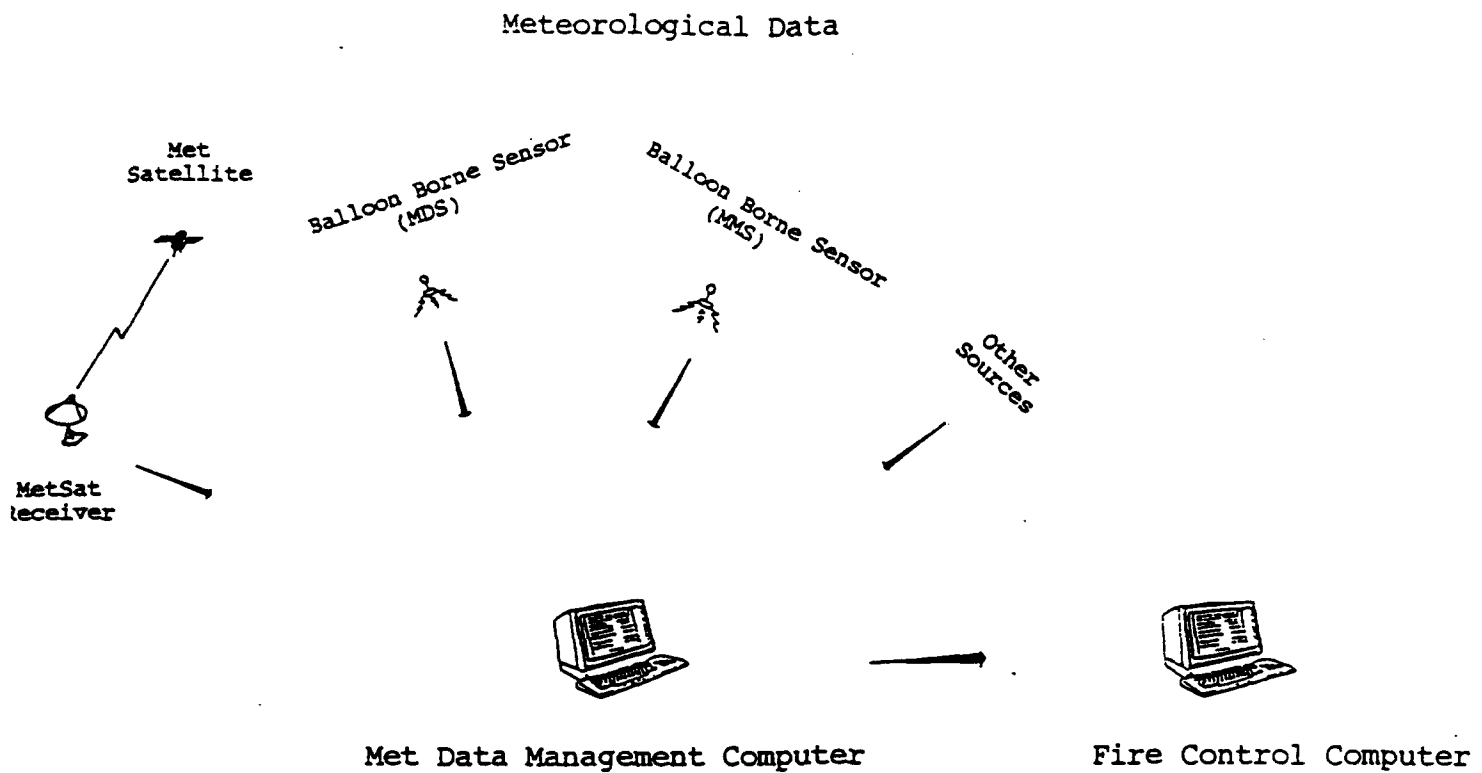 Meteorological Data
Met
Satellite
Balloon Borne Sensor
(MDS)
Balloon Borne Sensor
(MMS)
Other
Sources
MetSat
Receiver
Met Data Management Computer
Fire Control Computer